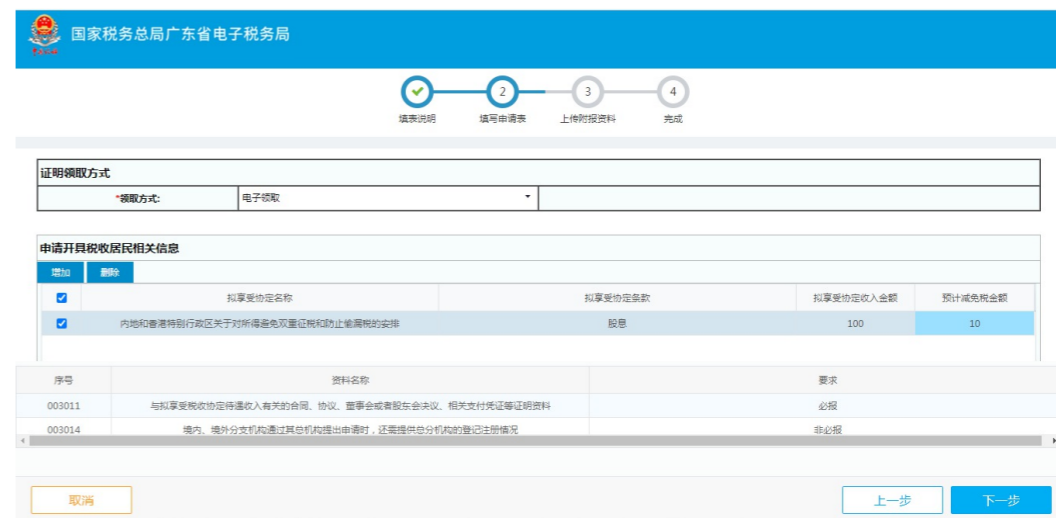 国家税务总局广东省电子税务局
2 3 4
填表说明 填写申请表 上传附报资料 完成
证明领取方式
*领取方式: 电子领取
申请开具税收居民相关信息
增加 删除
拟享受协定名称 拟享受协定条款 拟享受协定收入金额 预计减免税金额
内地和香港特别行政区关于对所得避免双重征税和防止偷漏税的安排 股息 100 10
序号 资料名称 要求
003011 与拟享受税收协定待遇收入有关的合同、协议、董事会或者股东会决议、相关支付凭证等证明资料 必报
003014 境内、境外分支机构通过其总机构提出申请时，还需提供总分机构的登记注册情况 非必报
取消 上一步 下一步